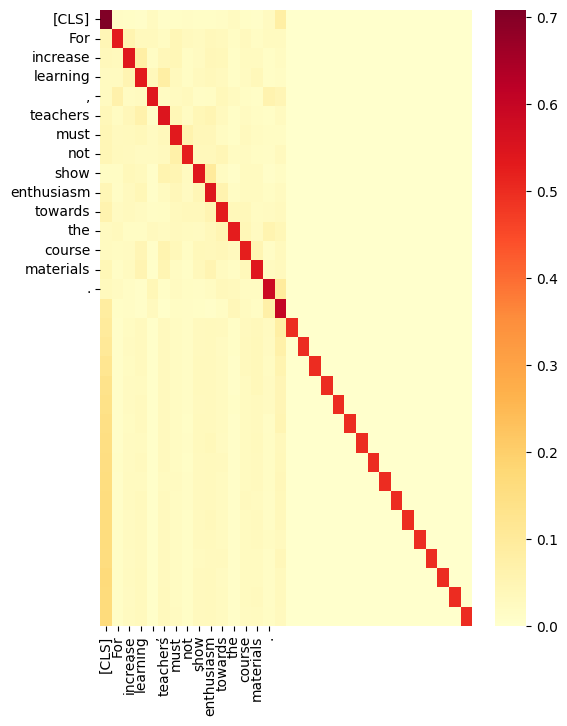 [CLS]
For
increase
learning
,
teachers
must
not
show
enthusiasm
towards
the
course
materials
.
0.7
0.6
0.5
0.4
0.3
0.2
0.1
0.0
[CLS]
For
increase
learning
,
teachers
must
not
show
enthusiasm
towards
the
course
materials
.